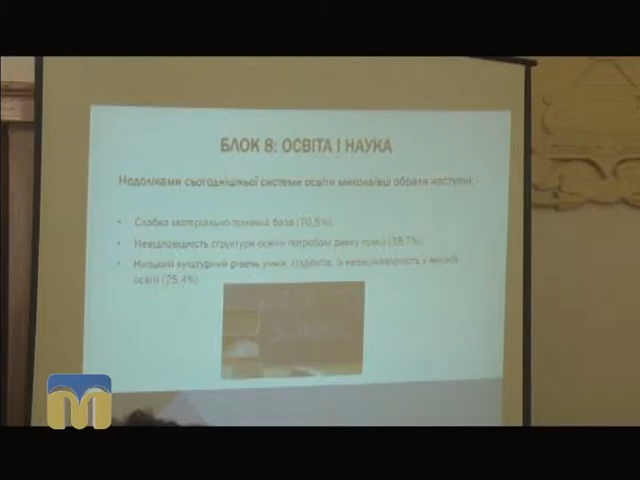 БЛОК 8: ОСВІТА І НАУКА
Недоліками сьогоднішньої системи освіти миколаївці обрали наступні:
• Слабка матеріально-технічна база (70,5%);
• Невідповідність структури освіти потребам ринку праці (38,7%);
• Низький культурний рівень учнів, студентів, їх незацікавленість у якісній
освіті (25,4%)